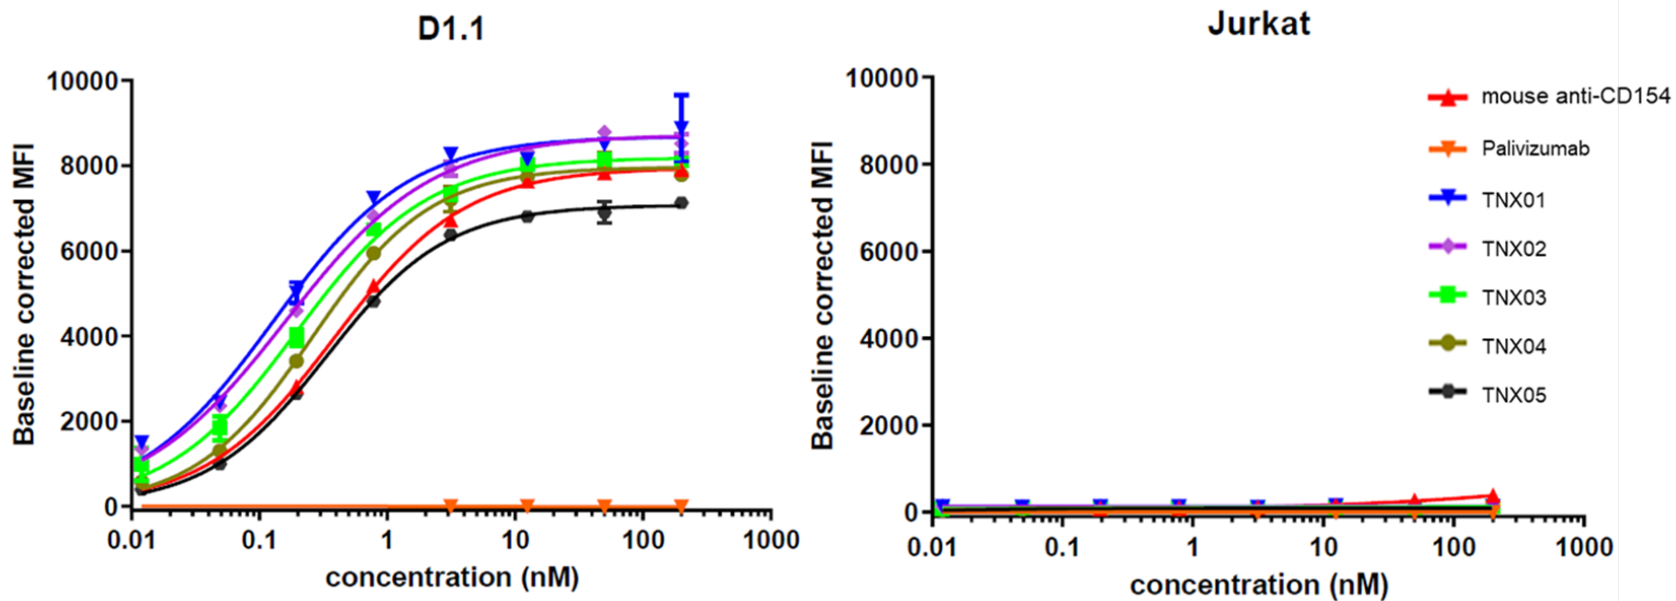 D1.1
Baseline corrected MFI
10000
8000
6000
4000
2000
0
0.01 0.1 1 10 100 1000
concentration (nM)
Jurkat
Baseline corrected MFI
10000
8000
6000
4000
2000
0
0.01 0.1 1 10 100 1000
concentration (nM)
mouse anti-CD154
Palivizumab
TNX01
TNX02
TNX03
TNX04
TNX05